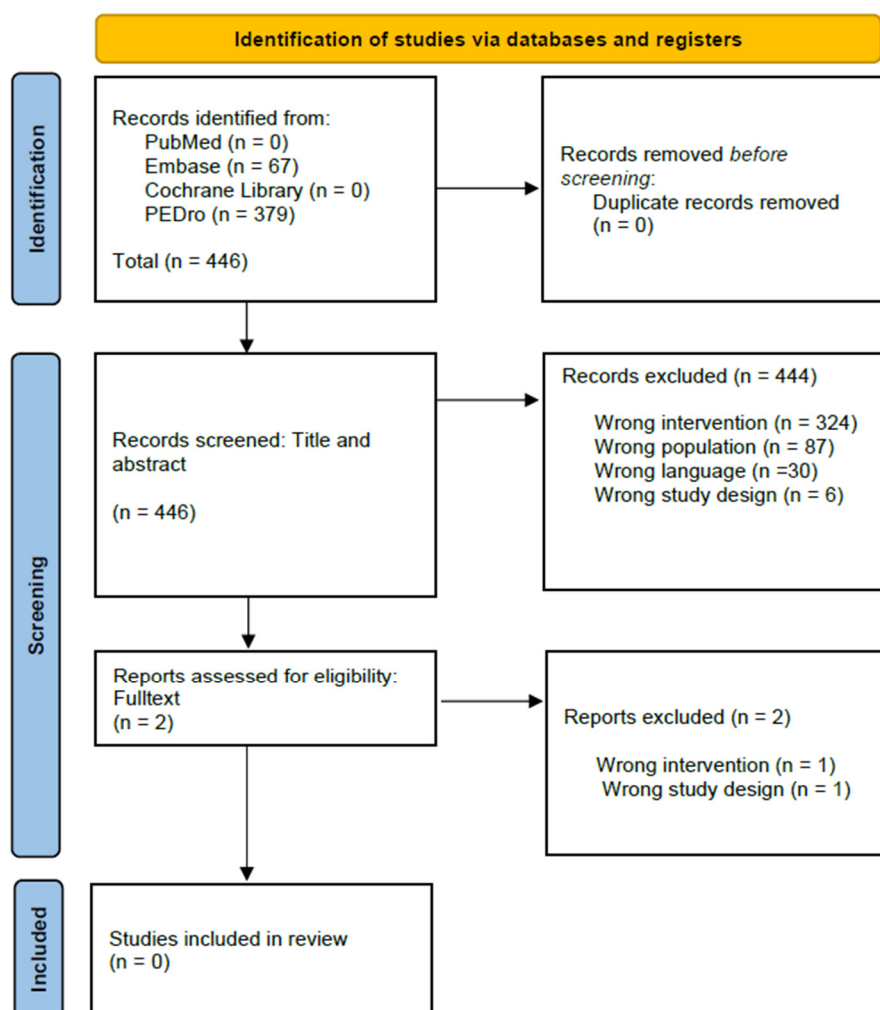 Identification of studies via databases and registers
Identification
Records identified from:
PubMed (n = 0)
Embase (n = 67)
Cochrane Library (n = 0)
PEDro (n = 379)
Total (n = 446)
Records removed before
screening:
Duplicate records removed
(n = 0)
Screening
Records screened: Title and
abstract
(n = 446)
Records excluded (n = 444)
Wrong intervention (n = 324)
Wrong population (n = 87)
Wrong language (n =30)
Wrong study design (n = 6)
Reports assessed for eligibility:
Fulltext
(n = 2)
Reports excluded (n = 2)
Wrong intervention (n = 1)
Wrong study design (n = 1)
Included
Studies included in review
(n = 0)